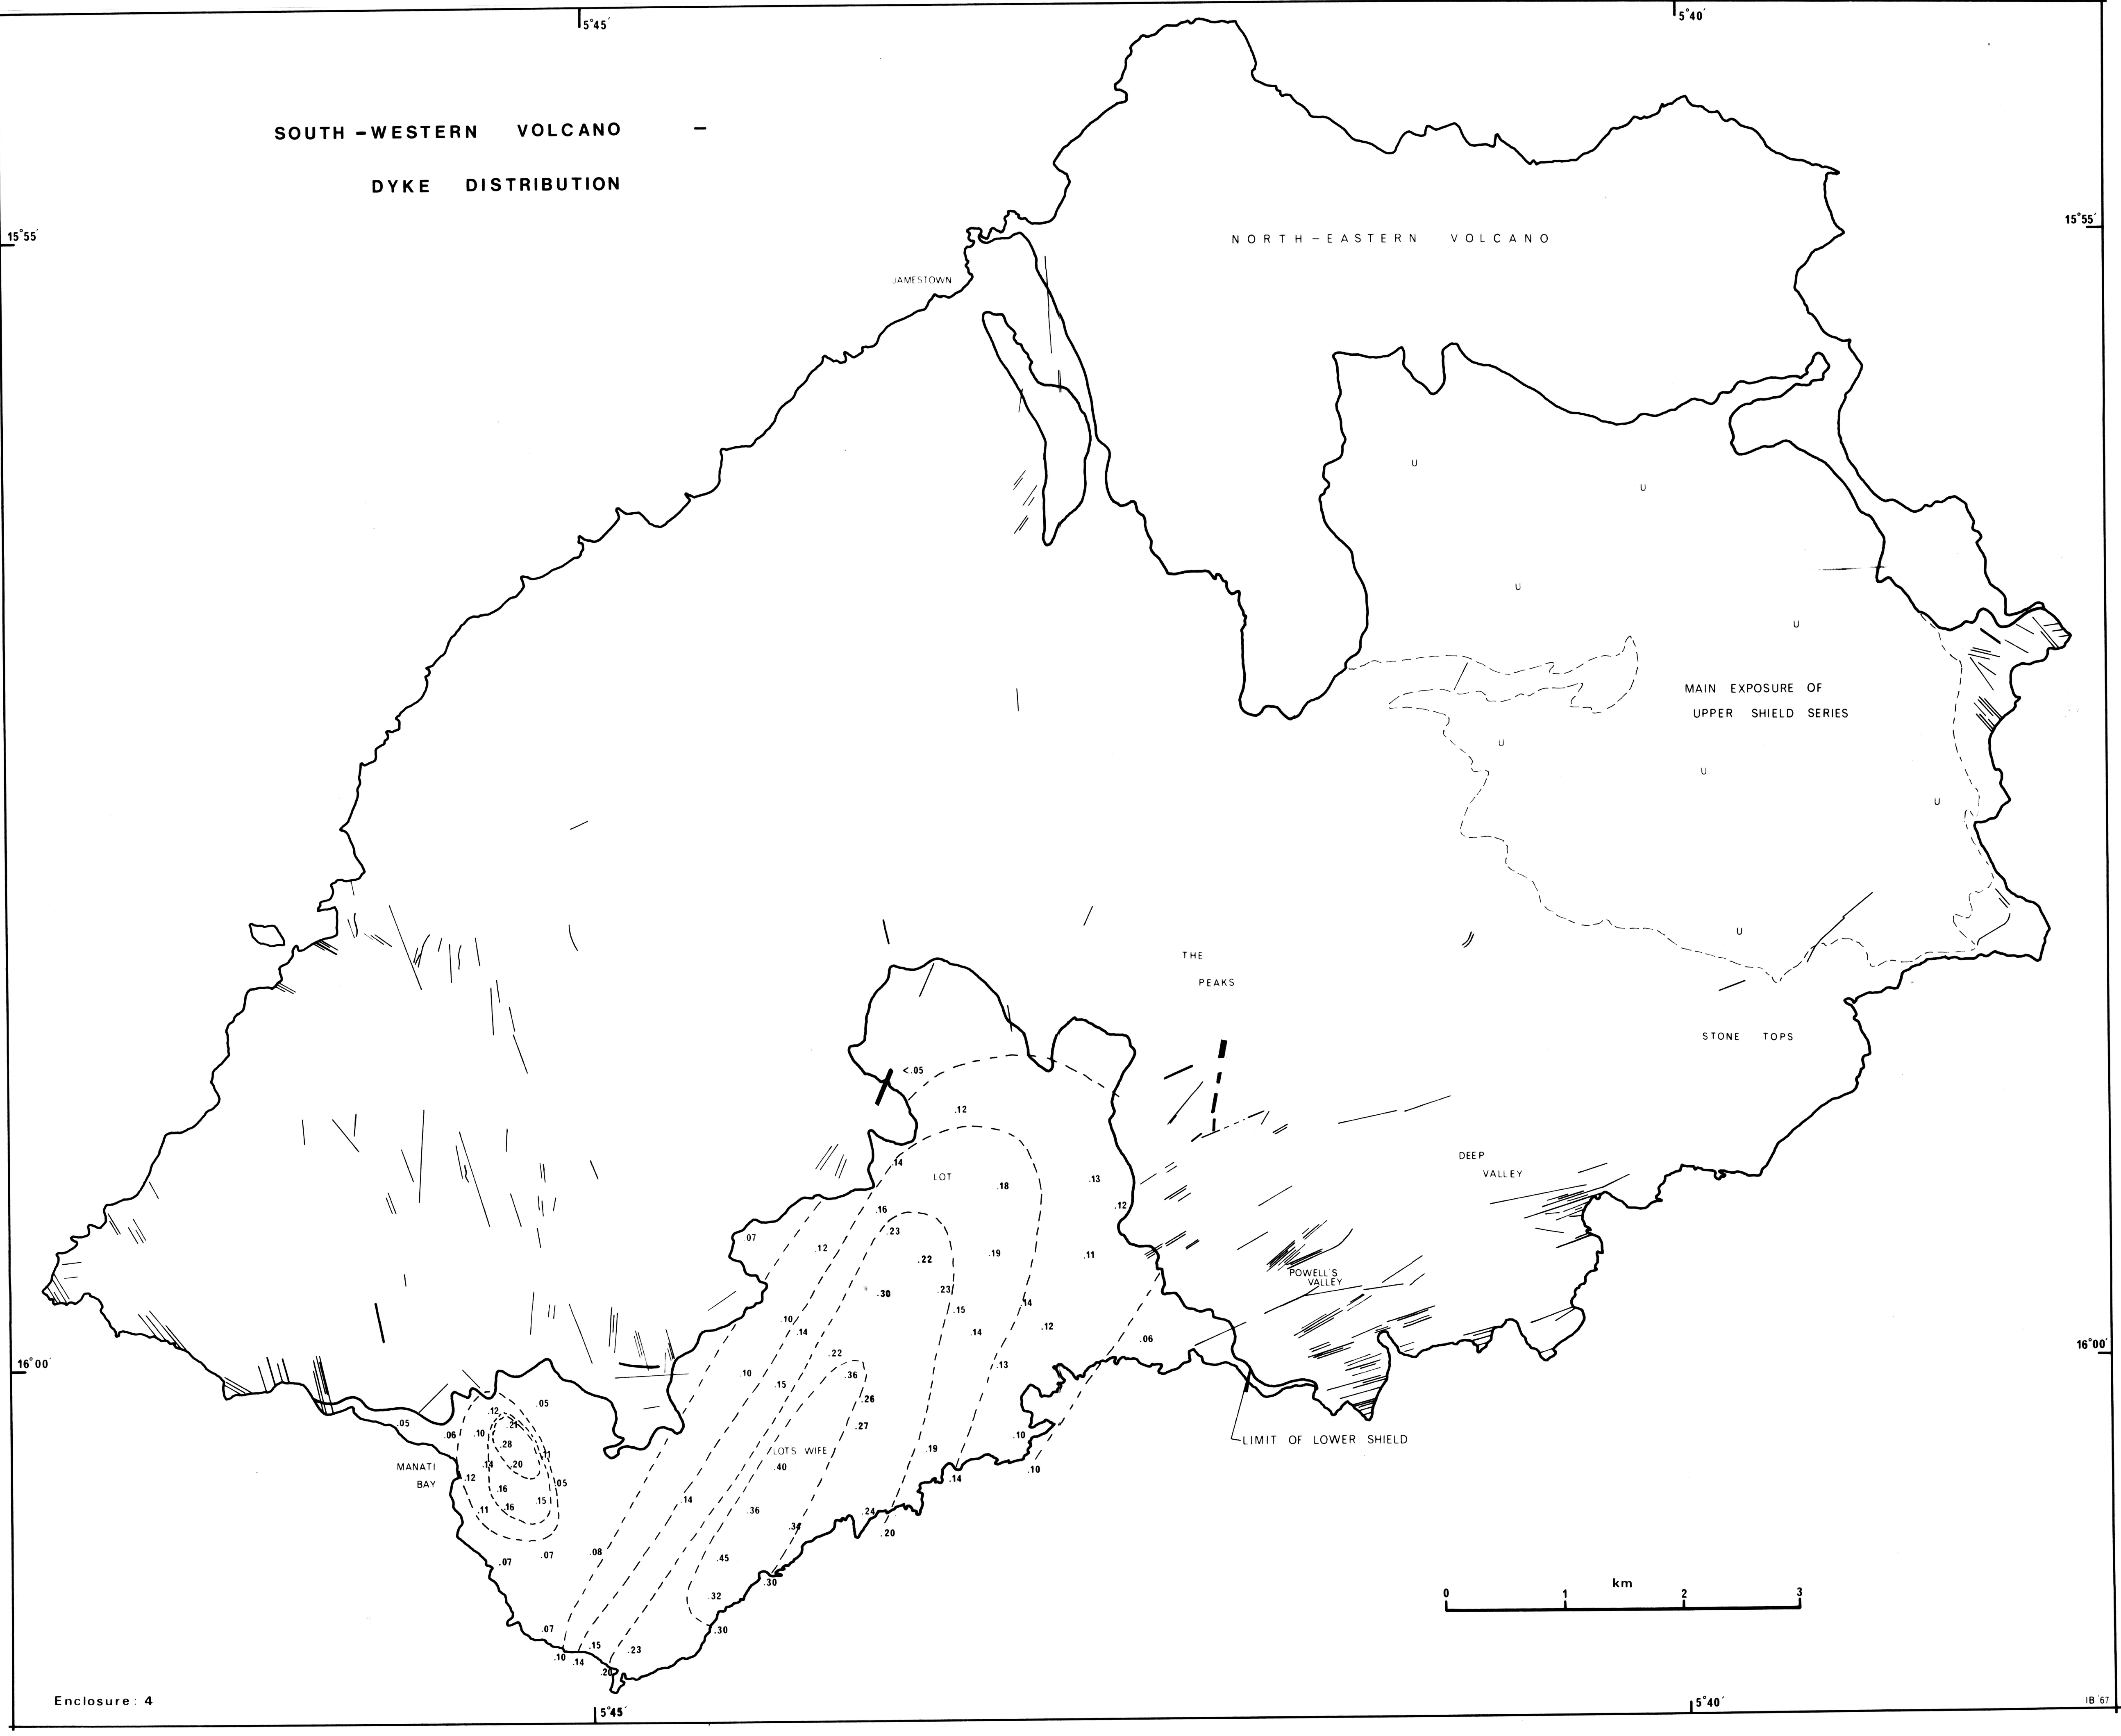 5°45´
5°40´
SOUTH - WESTERN VOLCANO –
DYKE DISTRIBUTION
15°55´
15°55´
NORTH - EASTERN VOLCANO
JAMESTOWN
U
U
U
U
MAIN EXPOSURE OF
UPPER SHIELD SERIES
U
U
U
U
THE
PEAKS
STONE TOPS
<.05
.12
DEEP
VALLEY
.14
LOT
.18
.13
.12
.16
.23
.07
.12
.22
.19
.11
POWELL'S
VALLEY
.30
.23
.14
.15
.10
.14
.14
.12
.06
16°00´
16°00´
.22
.13
.10
.36
.15
.26
.05
.12
.05
.21
.27
.06
.10
.28
.10
LIMIT OF LOWER SHIELD
.11
LOTS WIFE
.19
MANATI
BAY
.14
.20
.40
.10
.12
.14
.05
.16
.15
.14
.11
.16
.36
.24
.34
.20
.08
.07
.07
.45
.30
.32
km
0 1 2 3
.07
.30
.15
.23
.10
.14
.20
Enclosure: 4
5°45´
5°40´
IB '67